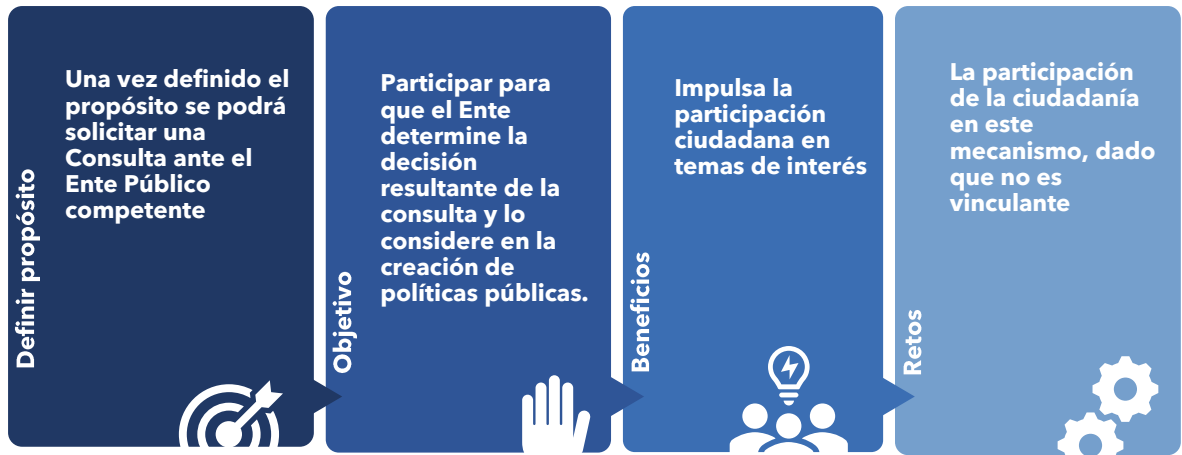 Definir propósito
Una vez definido el
propósito se podrá
solicitar una
Consulta ante el
Ente Público
competente
Objetivo
Participar para
que el Ente
determine la
decisión
resultante de la
consulta y lo
considere en la
creación de
políticas públicas.
Beneficios
Impulsa la
participación
ciudadana en
temas de interés
Retos
La participación
de la ciudadanía
en este
mecanismo, dado
que no es
vinculante